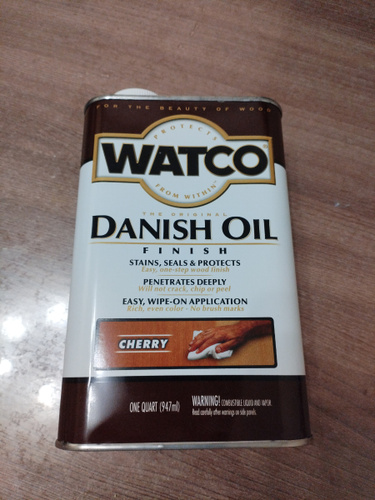 FOR THE BEAUTY OF WOOD
PROTECTS
WATCO®
FROM WITHIN™
THE ORIGINAL
DANISH OIL
FINISH
STAINS, SEALS & PROTECTS
Easy, one-step wood finish
PENETRATES DEEPLY
Will not crack, chip or peel
EASY, WIPE-ON APPLICATION
Rich, even color - No brush marks
CHERRY
ONE QUART (947ml)
WARNING! COMBUSTIBLE LIQUID AND VAPOR.
Read carefully other warnings on side panels.